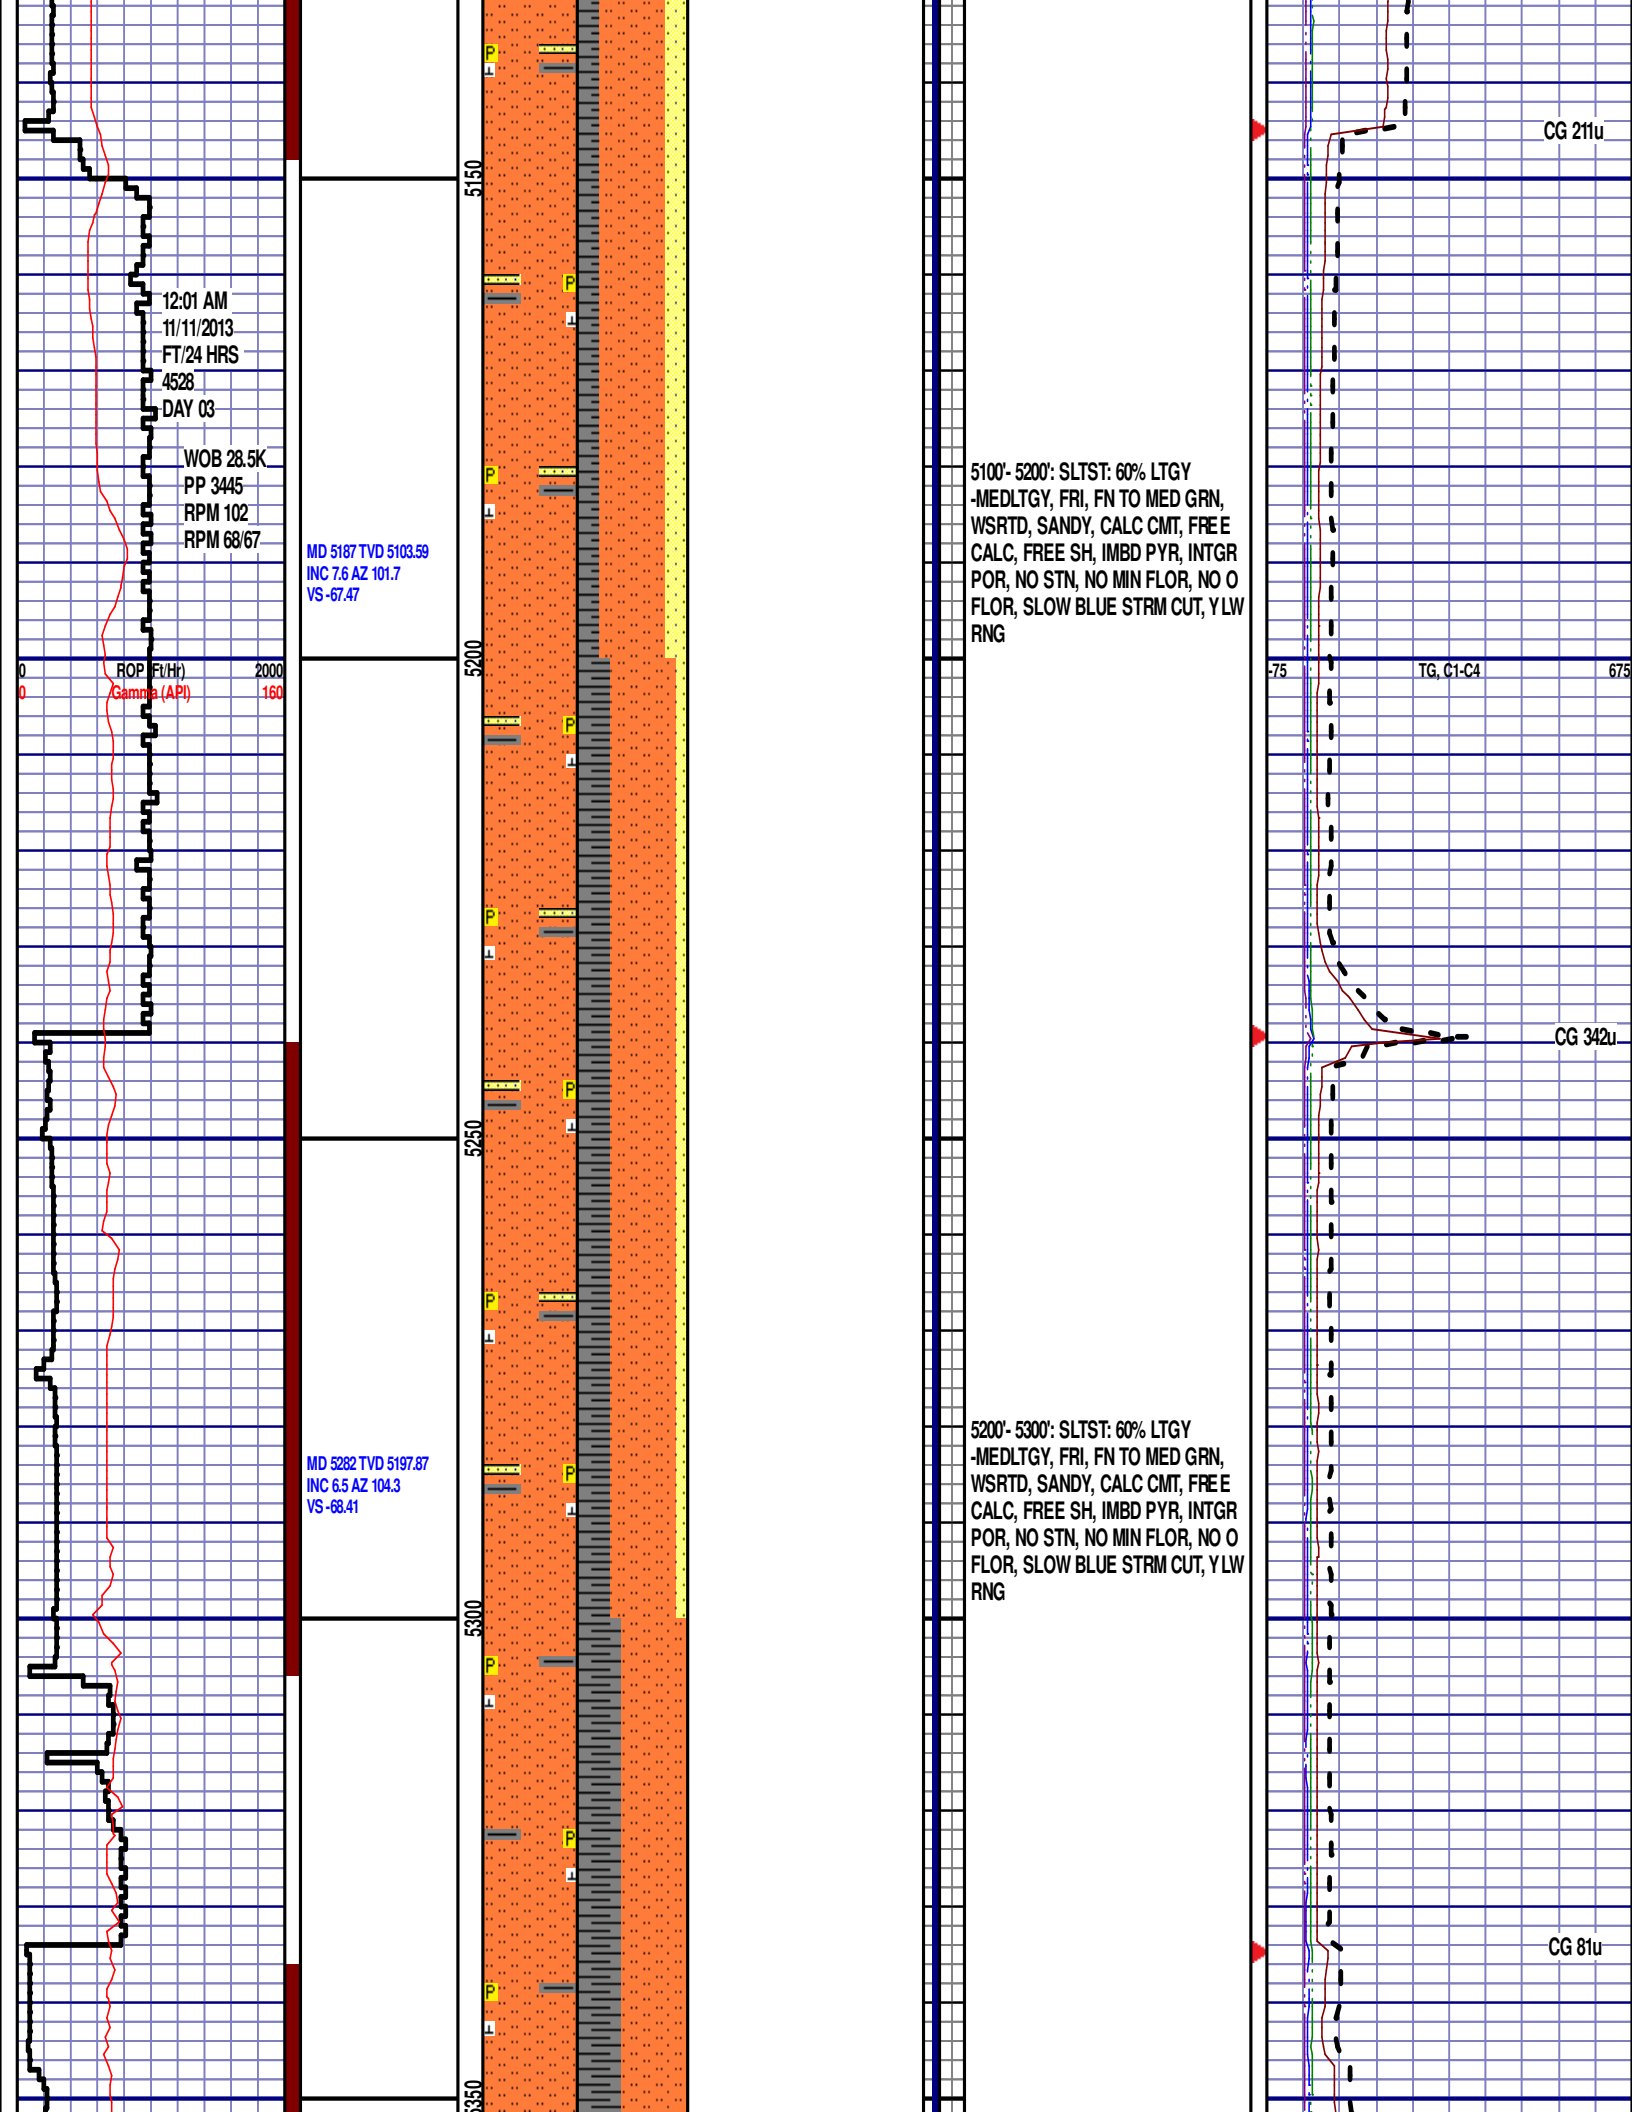 CG 211u
5150
12:01 AM
11/11/2013
FT/24 HRS
4528
DAY 03
WOB 28.5K
PP 3445
RPM 102
RPM 68/67
MD 5187 TVD 5103.59
INC 7.6 AZ 101.7
VS -67.47
5100'- 5200': SLTST: 60% LTGY
-MEDLTGY, FRI, FN TO MED GRN,
WSRTD, SANDY, CALC CMT, FREE
CALC, FREE SH, IMBD PYR, INTGR
POR, NO STN, NO MIN FLOR, NO O
FLOR, SLOW BLUE STRM CUT, YLW
RNG
5200
0 ROP (Ft/Hr) 2000
0 Gamma (API) 160
-75 TG, C1-C4 675
CG 342u
5250
MD 5282 TVD 5197.87
INC 6.5 AZ 104.3
VS -68.41
5200'- 5300': SLTST: 60% LTGY
-MEDLTGY, FRI, FN TO MED GRN,
WSRTD, SANDY, CALC CMT, FREE
CALC, FREE SH, IMBD PYR, INTGR
POR, NO STN, NO MIN FLOR, NO O
FLOR, SLOW BLUE STRM CUT, YLW
RNG
5300
CG 81u
5350
P
P
P
P
P
P
P
P
P
P
P